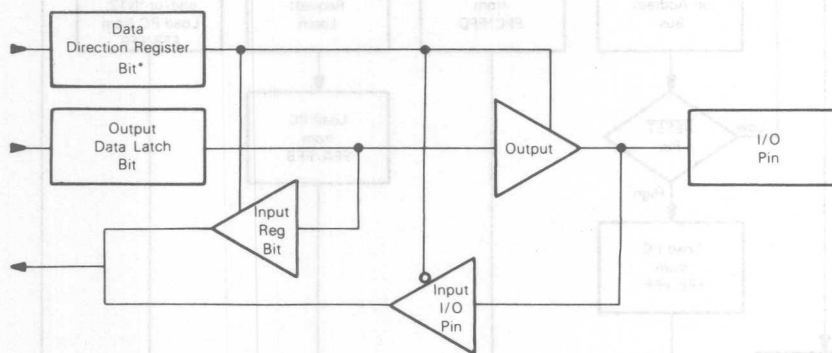 Data
Direction Register
Bit*
Output
Data Latch
Bit
Output
I/O
Pin
Input
Reg
Bit
Input
I/O
Pin